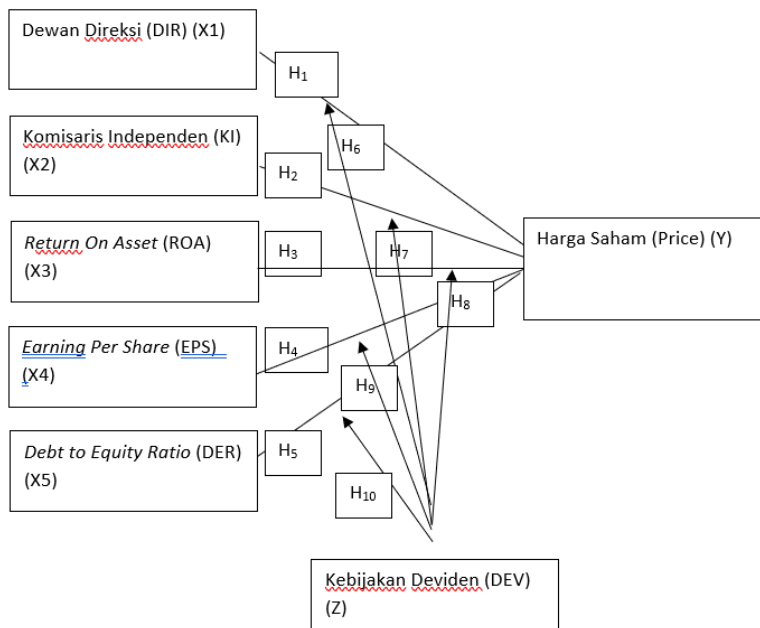 Dewan Direksi (DIR) (X1)
H₁
H₆
Komisaris Independen (KI)
(X2)
H₂
Harga Saham (Price) (Y)
Return On Asset (ROA)
(X3)
H₃
H₇
H₈
Earning Per Share (EPS)
(X4)
H₄
H₉
Debt to Equity Ratio (DER)
(X5)
H₅
H₁₀
Kebijakan Deviden (DEV)
(Z)